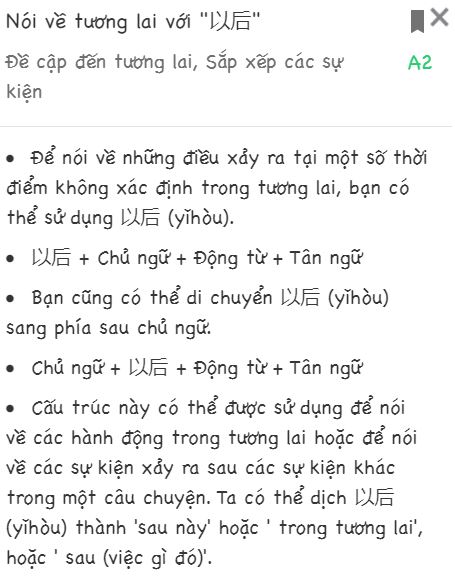 Nói về tương lai với "以后"
Đề cập đến tương lai, Sắp xếp các sự
kiện
A2
• Để nói về những điều xảy ra tại một số thời
điểm không xác định trong tương lai, bạn có
thể sử dụng 以后 (yǐhòu).
• 以后 + Chủ ngữ + Động từ + Tân ngữ
• Bạn cũng có thể di chuyển 以后 (yǐhòu)
sang phía sau chủ ngữ.
• Chủ ngữ + 以后 + Động từ + Tân ngữ
• Cấu trúc này có thể được sử dụng để nói
về các hành động trong tương lai hoặc để nói
về các sự kiện xảy ra sau các sự kiện khác
trong một câu chuyện. Ta có thể dịch 以后
(yǐhòu) thành 'sau này' hoặc ' trong tương lai',
hoặc ' sau (việc gì đó)'.